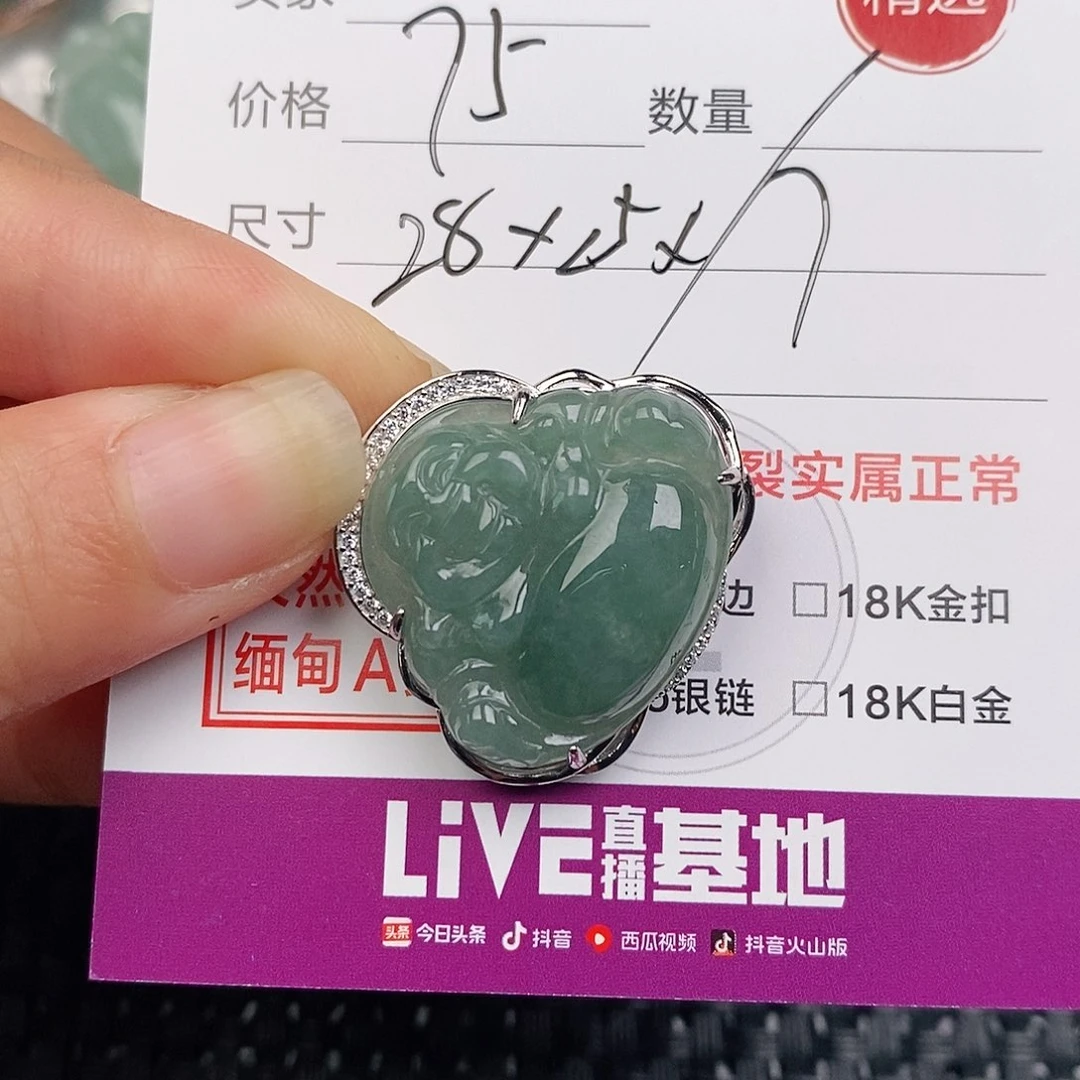 精选
价格 75 数量
尺寸 28×25×7
裂实属正常
然
边 □18K金扣
缅甸A
银链 □18K白金
LiVE直播基地
头条 今日头条 抖音 西瓜视频 抖音火山版